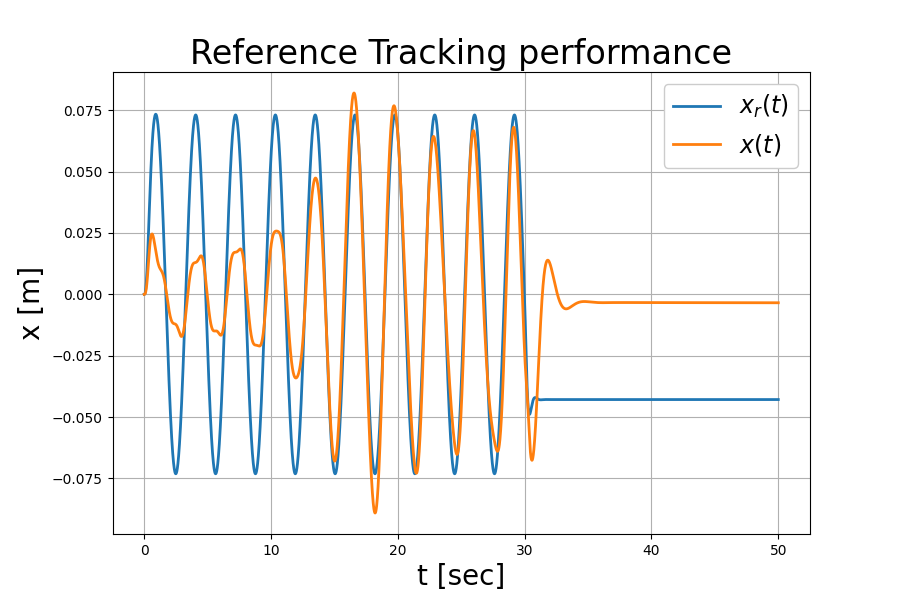 Reference Tracking performance
x_r(t)
x(t)
0.075
0.050
0.025
0.000
−0.025
−0.050
−0.075
x [m]
0 10 20 30 40 50
t [sec]